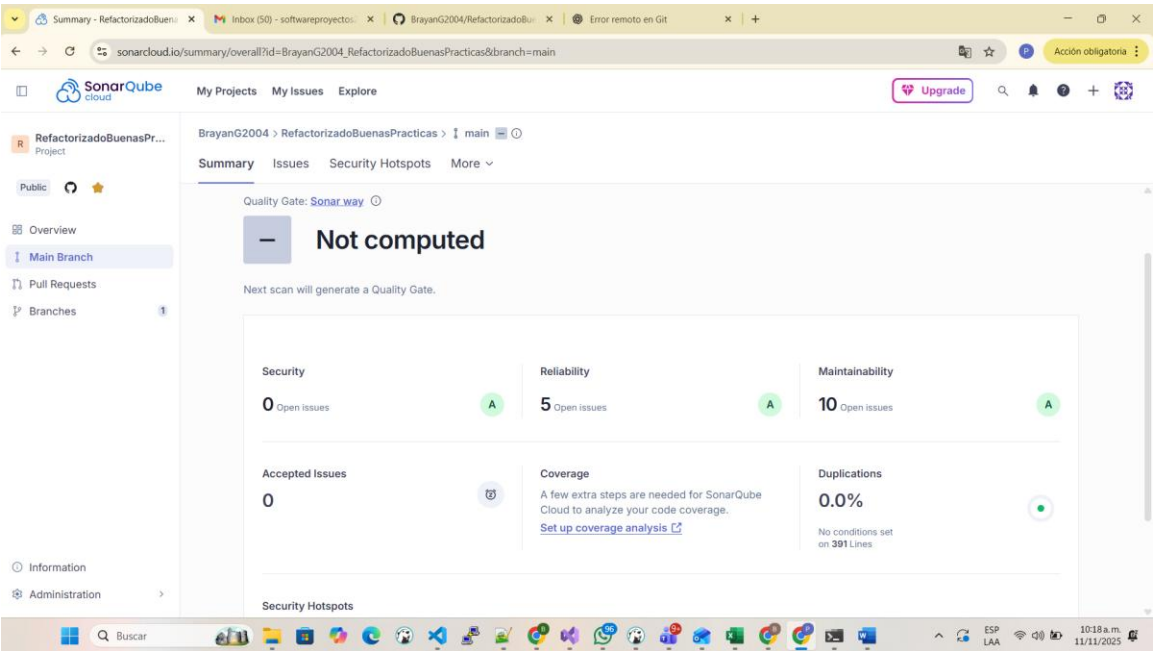 Summary - RefactorizadoBuena
Inbox (50) - softwareproyectos
BrayanG2004/RefactorizadoBue
Error remoto en Git
sonarcloud.io/summary/overall?id=BrayanG2004_RefactorizadoBuenasPracticas&branch=main
P
Acción obligatoria
SonarQube
cloud
My Projects
My Issues
Explore
Upgrade
R
RefactorizadoBuenasPr...
Project
BrayanG2004 > RefactorizadoBuenasPracticas > main
Summary
Issues
Security Hotspots
More
Public
Quality Gate: Sonar way
Overview
Not computed
Main Branch
Pull Requests
Next scan will generate a Quality Gate.
Branches
1
Security
Reliability
Maintainability
0 Open issues
A
5 Open issues
A
10 Open issues
A
Accepted Issues
Coverage
Duplications
0
A few extra steps are needed for SonarQube
Cloud to analyze your code coverage.
Set up coverage analysis
0.0%
No conditions set
on 391 Lines
Information
Administration
Security Hotspots
Buscar
96
9+
ESP
LAA
10:18 a.m.
11/11/2025